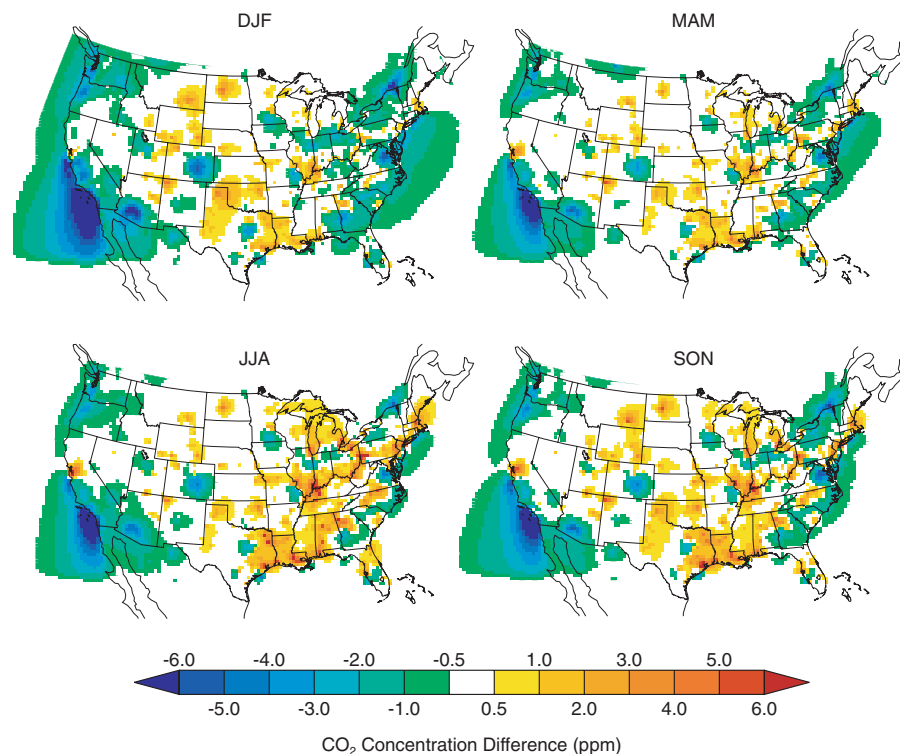 DJF MAM
JJA SON
-6.0 -4.0 -2.0 -0.5 1.0 3.0 5.0
-5.0 -3.0 -1.0 0.5 2.0 4.0 6.0
CO₂ Concentration Difference (ppm)